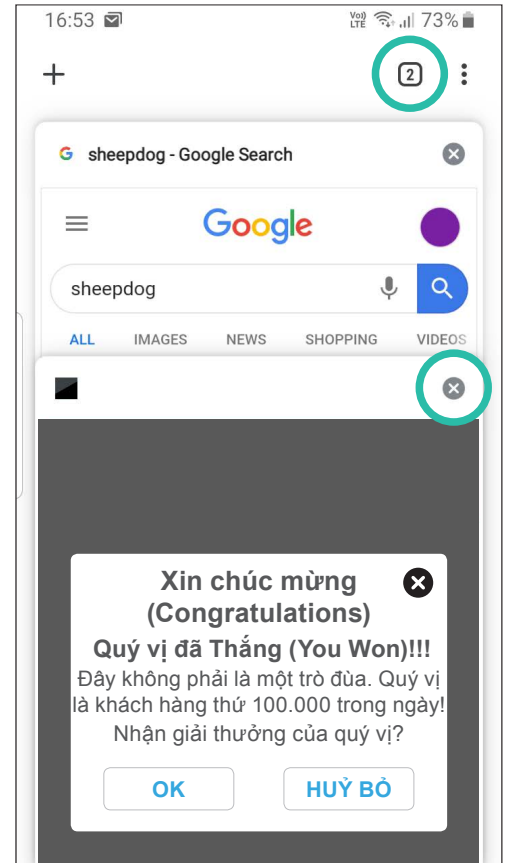 16:53 Vo)) LTE 73%
2
sheepdog - Google Search
Google
sheepdog
ALL IMAGES NEWS SHOPPING VIDEOS
Xin chúc mừng
(Congratulations)
Quý vị đã Thắng (You Won)!!!
Đây không phải là một trò đùa. Quý vị
là khách hàng thứ 100.000 trong ngày!
Nhận giải thưởng của quý vị?
OK HUỶ BỎ